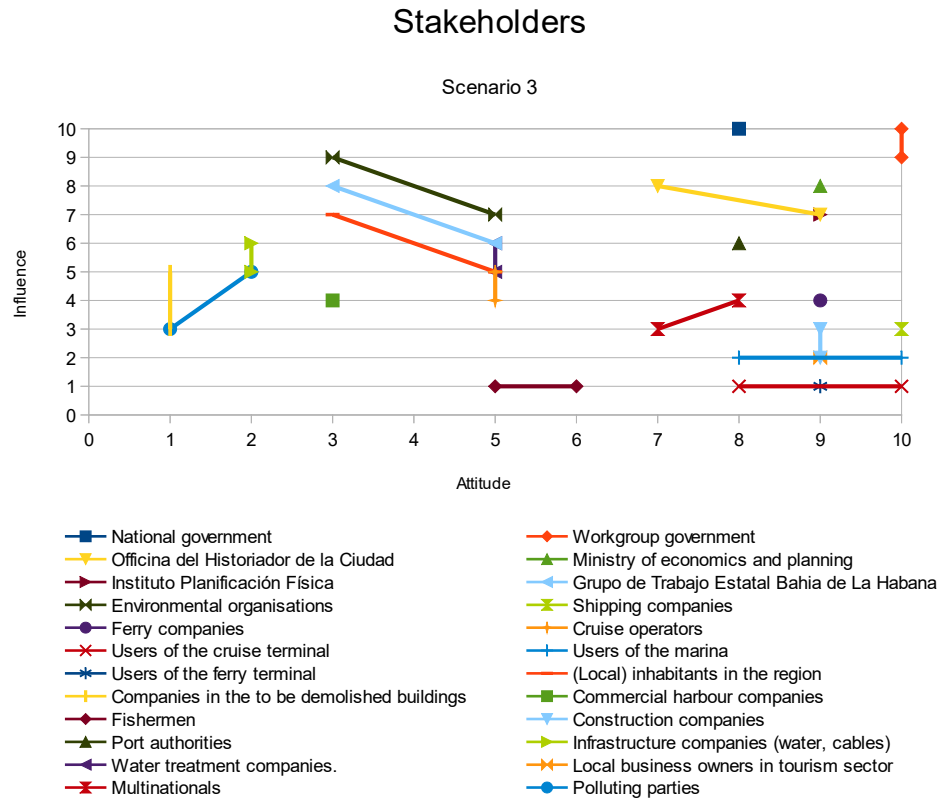 Stakeholders
Scenario 3
10
9
8
7
6
5
4
3
2
1
0
0 1 2 3 4 5 6 7 8 9 10
Influence
Attitude
National government Workgroup government
Officina del Historiador de la Ciudad Ministry of economics and planning
Instituto Planificación Física Grupo de Trabajo Estatal Bahia de La Habana
Environmental organisations Shipping companies
Ferry companies Cruise operators
Users of the cruise terminal Users of the marina
Users of the ferry terminal (Local) inhabitants in the region
Companies in the to be demolished buildings Commercial harbour companies
Fishermen Construction companies
Port authorities Infrastructure companies (water, cables)
Water treatment companies. Local business owners in tourism sector
Multinationals Polluting parties